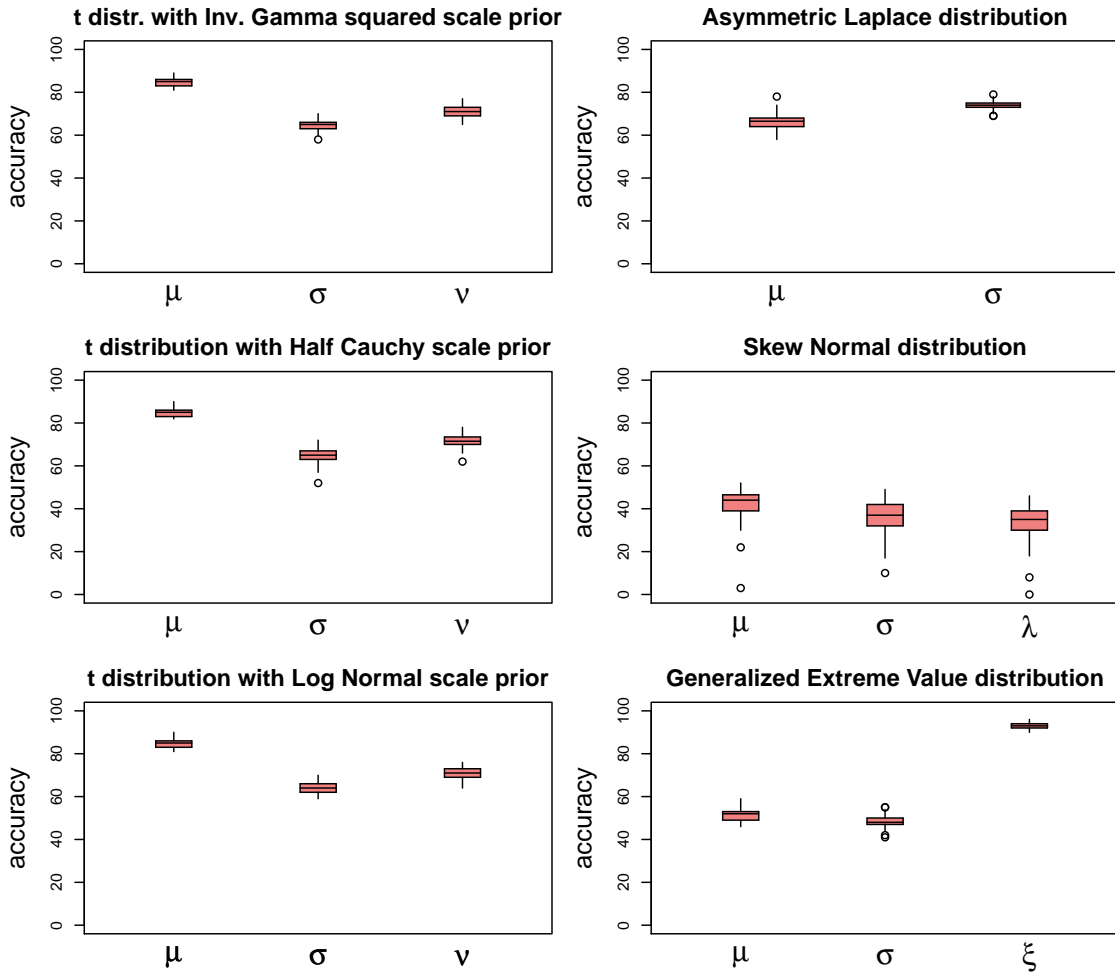 t distr. with Inv. Gamma squared scale prior
accuracy
0 20 40 60 80 100
μ σ ν
Asymmetric Laplace distribution
accuracy
0 20 40 60 80 100
μ σ
t distribution with Half Cauchy scale prior
accuracy
0 20 40 60 80 100
μ σ ν
Skew Normal distribution
accuracy
0 20 40 60 80 100
μ σ λ
t distribution with Log Normal scale prior
accuracy
0 20 40 60 80 100
μ σ ν
Generalized Extreme Value distribution
accuracy
0 20 40 60 80 100
μ σ ξ